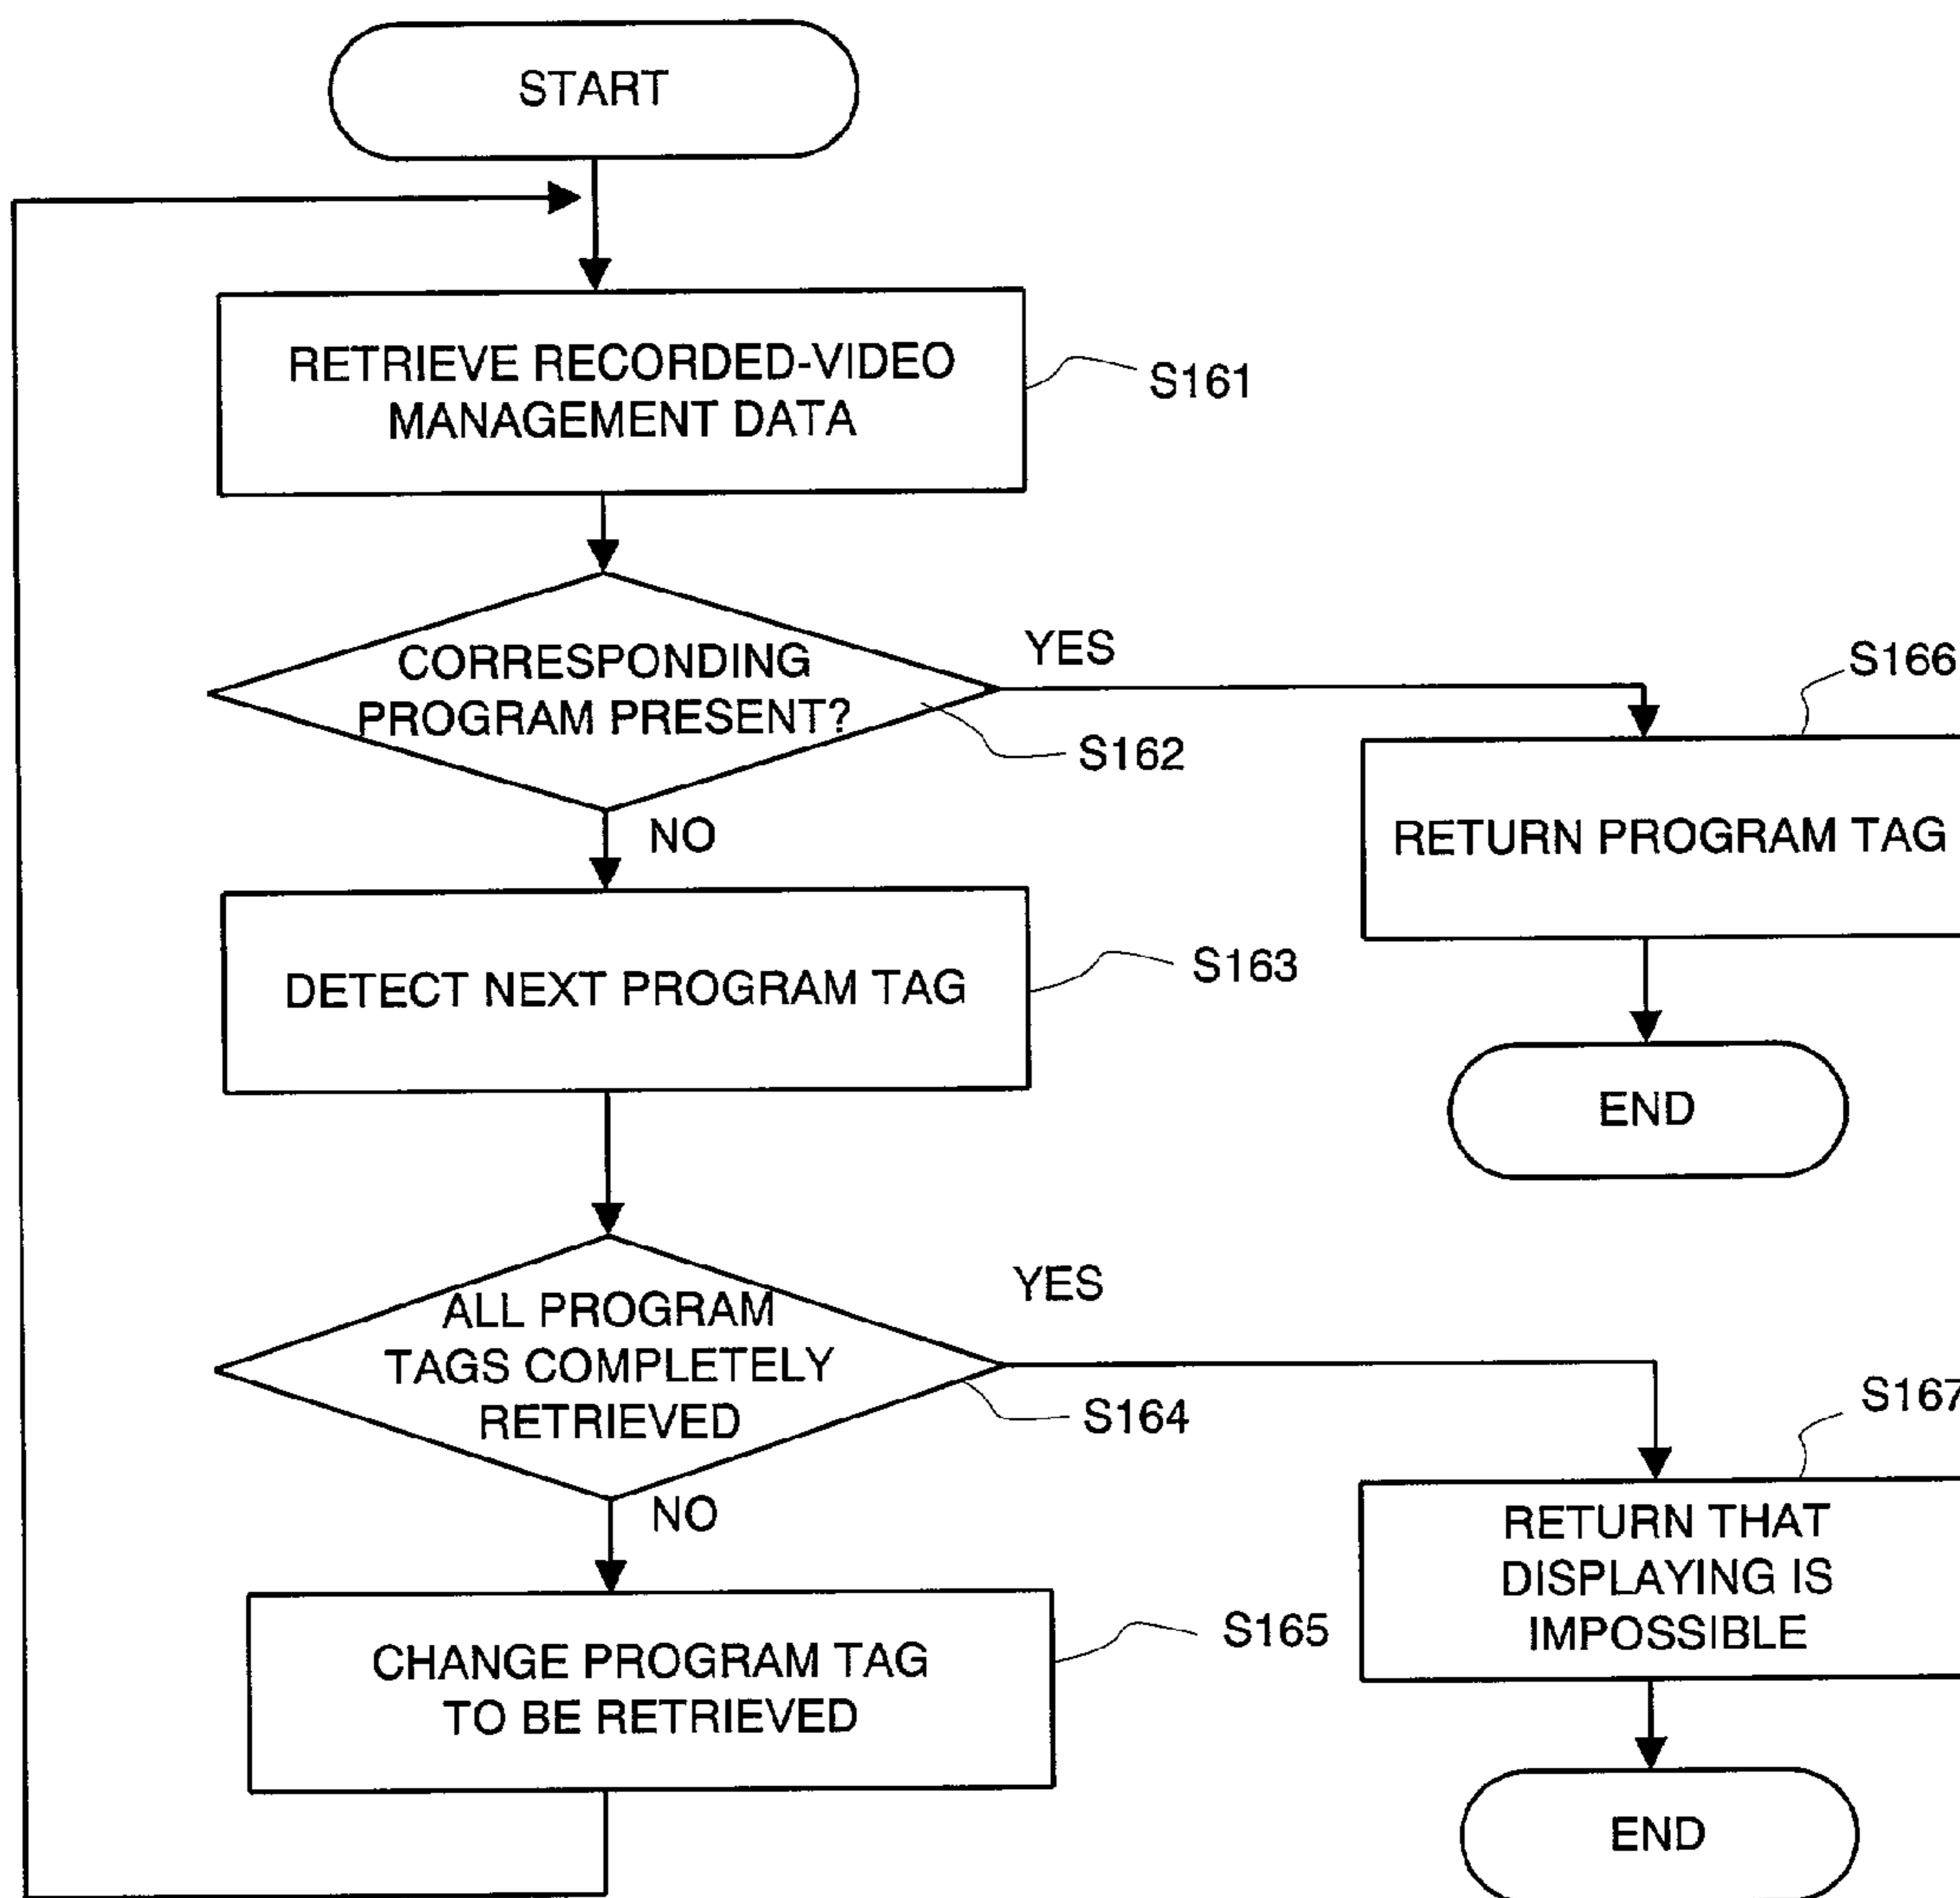 START
RETRIEVE RECORDED-VIDEO
MANAGEMENT DATA
S161
CORRESPONDING
PROGRAM PRESENT?
YES
S162
NO
S166
RETURN PROGRAM TAG
END
DETECT NEXT PROGRAM TAG
S163
ALL PROGRAM
TAGS COMPLETELY
RETRIEVED
YES
S164
NO
S167
RETURN THAT
DISPLAYING IS
IMPOSSIBLE
END
CHANGE PROGRAM TAG
TO BE RETRIEVED
S165